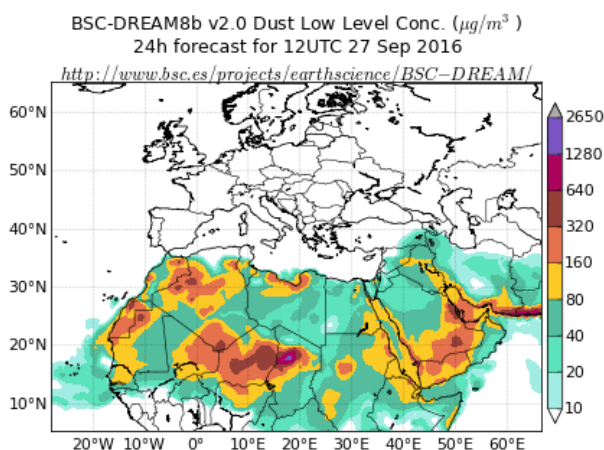 BSC-DREAM8b v2.0 Dust Low Level Conc. (μg/m³ )
24h forecast for 12UTC 27 Sep 2016
http://www.bsc.es/projects/earthscience/BSC−DREAM/
60°N
50°N
40°N
30°N
20°N
10°N
20°W 10°W 0° 10°E 20°E 30°E 40°E 50°E 60°E
2650
1280
640
320
160
80
40
20
10